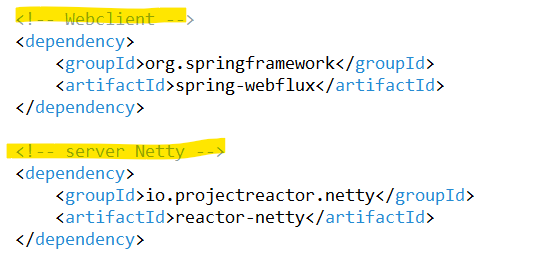 <!-- Webclient -->
<dependency>
    <groupId>org.springframework</groupId>
    <artifactId>spring-webflux</artifactId>
</dependency>

<!-- server Netty -->
<dependency>
    <groupId>io.projectreactor.netty</groupId>
    <artifactId>reactor-netty</artifactId>
</dependency>